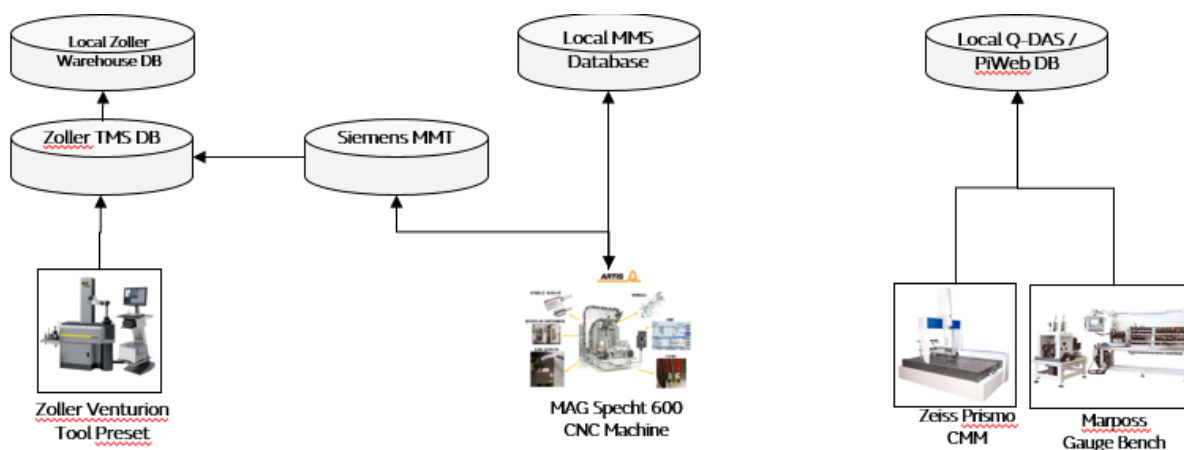 Local Zoller
Warehouse DB
Local MMS
Database
Local Q-DAS /
PiWeb DB
Zoller TMS DB
Siemens MMT
ARTIS
Zoller Venturion
Tool Preset
MAG Specht 600
CNC Machine
Zeiss Prismo
CMM
Marposs
Gauge Bench